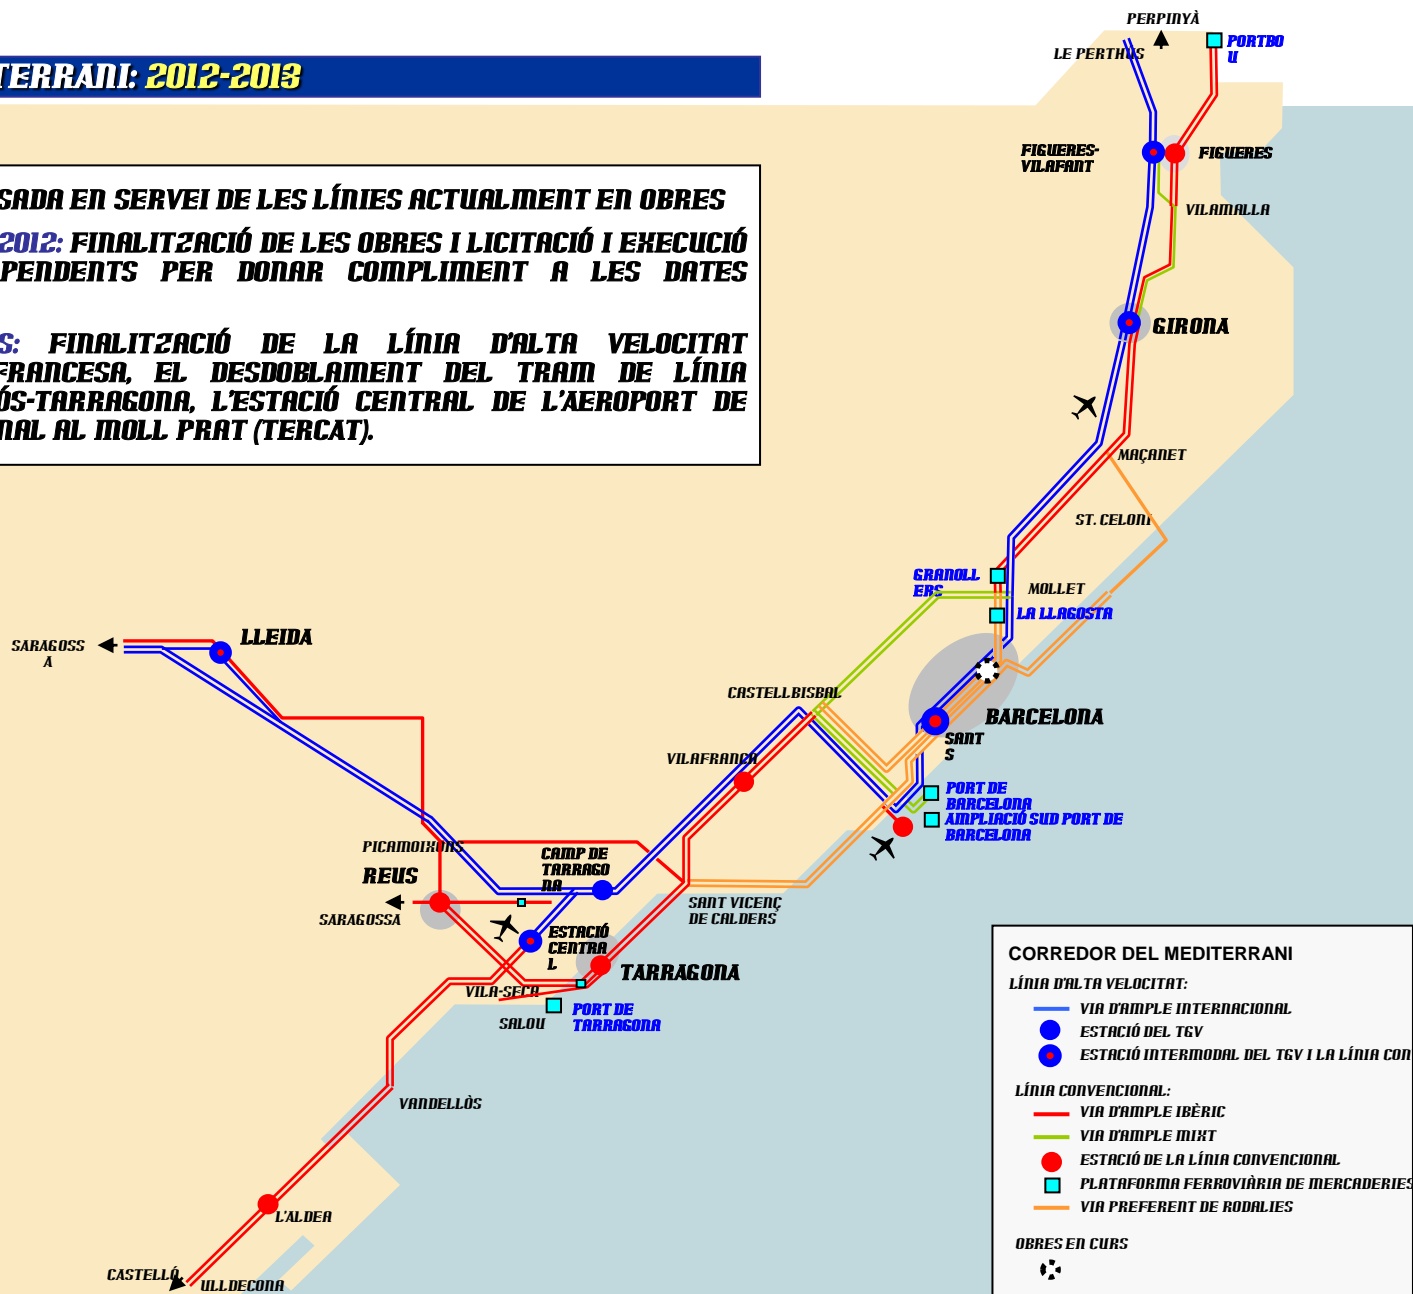 TERRANI: 2012-2013
SADA EN SERVEI DE LES LÍNIES ACTUALMENT EN OBRES
2012: FINALITZACIÓ DE LES OBRES I LICITACIÓ I EXECUCIÓ
PENDENTS PER DONAR COMPLIMENT A LES DATES
S: FINALITZACIÓ DE LA LÍNIA D'ALTA VELOCITAT
FRANCESA, EL DESDOBLAMENT DEL TRAM DE LÍNIA
ÓS-TARRAGONA, L'ESTACIÓ CENTRAL DE L'AEROPORT DE
NAL AL MOLL PRAT (TERCAT).
PERPINYÀ
LE PERTHUS
PORTBO
U
FIGUERES-
VILAFANT
FIGUERES
VILAMALLA
GIRONA
MAÇANET
ST. CELONI
GRANOLL
ERS
MOLLET
LA LLAGOSTA
SARAGOSS
A
LLEIDA
CASTELLBISBAL
BARCELONA
SANT
S
VILAFRANCA
PORT DE
BARCELONA
AMPLIACIÓ SUD PORT DE
BARCELONA
PICAMOIXONS
REUS
CAMP DE
TARRAGO
NA
SARAGOSSA
SANT VICENÇ
DE CALDERS
ESTACIÓ
CENTRA
L
TARRAGONA
VILA-SECA
SALOU
PORT DE
TARRAGONA
VANDELLÒS
L'ALDEA
CASTELLÓ
ULLDECONA
CORREDOR DEL MEDITERRANI
LÍNIA D'ALTA VELOCITAT:
VIA D'AMPLE INTERNACIONAL
ESTACIÓ DEL TGV
ESTACIÓ INTERMODAL DEL TGV I LA LÍNIA CON
LÍNIA CONVENCIONAL:
VIA D'AMPLE IBÈRIC
VIA D'AMPLE MIXT
ESTACIÓ DE LA LÍNIA CONVENCIONAL
PLATAFORMA FERROVIÀRIA DE MERCADERIES
VIA PREFERENT DE RODALIES
OBRES EN CURS